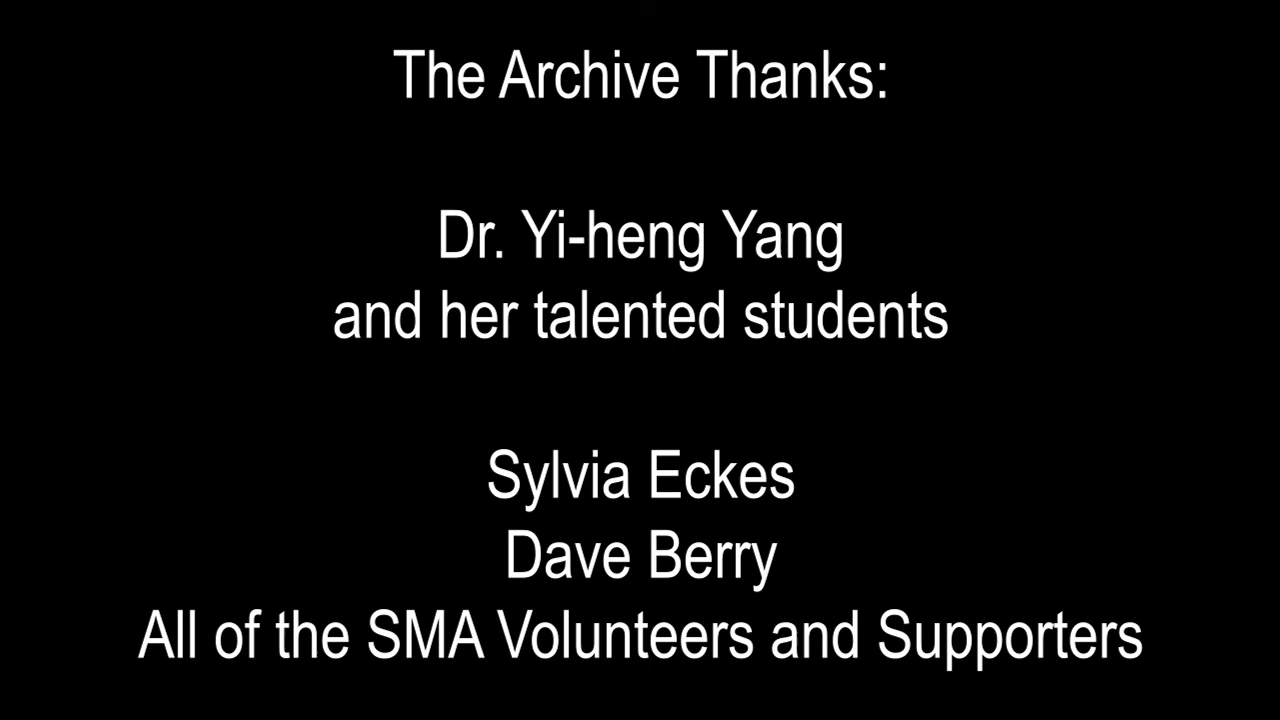 The Archive Thanks:
Dr. Yi-heng Yang
and her talented students
Sylvia Eckes
Dave Berry
All of the SMA Volunteers and Supporters